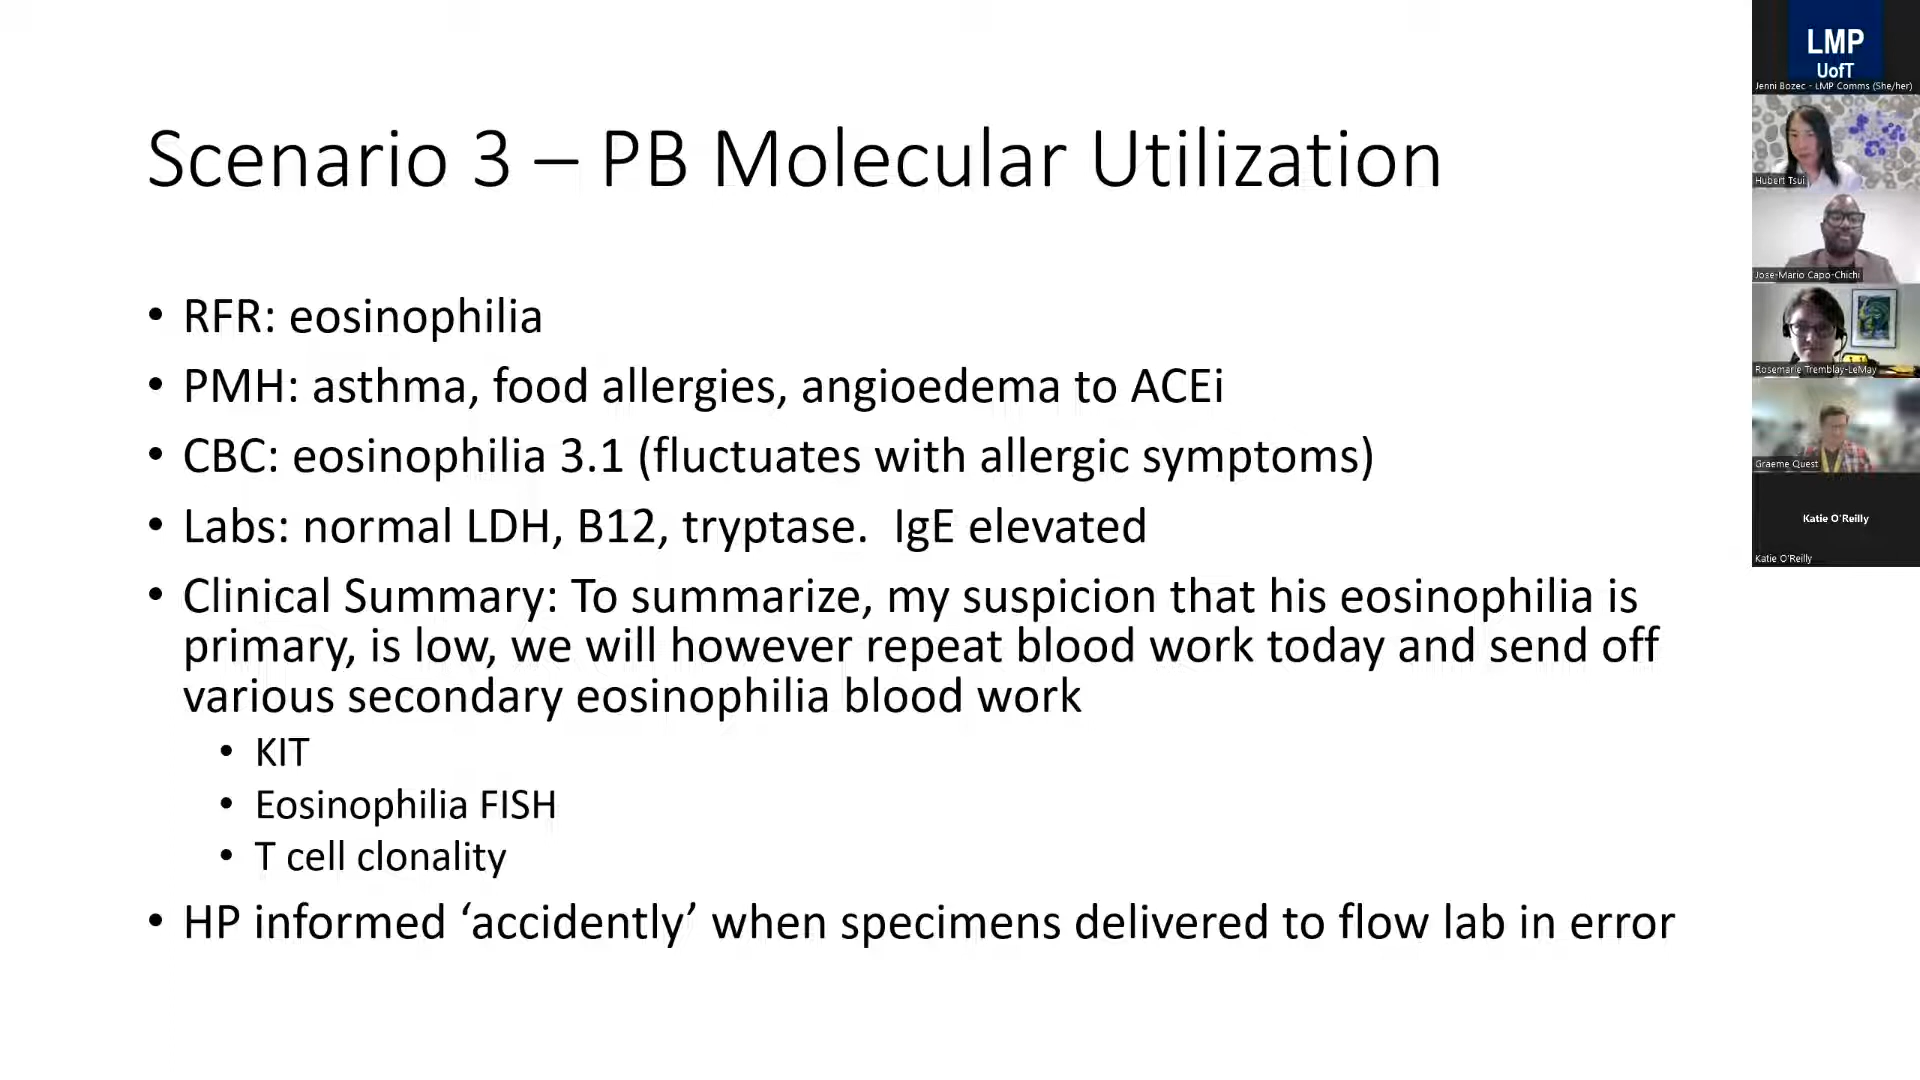 Scenario 3 – PB Molecular Utilization
• RFR: eosinophilia
• PMH: asthma, food allergies, angioedema to ACEi
• CBC: eosinophilia 3.1 (fluctuates with allergic symptoms)
• Labs: normal LDH, B12, tryptase.  IgE elevated
• Clinical Summary: To summarize, my suspicion that his eosinophilia is
primary, is low, we will however repeat blood work today and send off
various secondary eosinophilia blood work
• KIT
• Eosinophilia FISH
• T cell clonality
• HP informed ‘accidently’ when specimens delivered to flow lab in error
LMP
UofT
Jenni Bozec - LMP Comms (She/her)
Hubert Tsui
Jose-Mario Capo-Chichi
Rosemarie Tremblay-LeMay
Graeme Quest
Katie O'Reilly
Katie O'Reilly